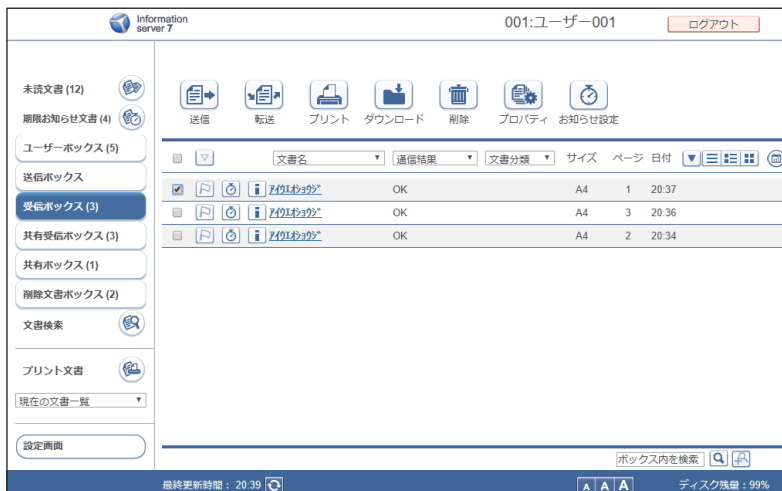 Information
server 7
001:ユーザー001
ログアウト
未読文書 (12)
期限お知らせ文書 (4)
ユーザーボックス (5)
送信ボックス
受信ボックス (3)
共有受信ボックス (3)
共有ボックス (1)
削除文書ボックス (2)
文書検索
プリント文書
現在の文書一覧
設定画面
送信 転送 プリント ダウンロード 削除 プロパティ お知らせ設定
文書名 通信結果 文書分類 サイズ ページ 日付
ｱｲｳｴｵｼｮｳｼﾞ OK A4 1 20:37
ｱｲｳｴｵｼｮｳｼﾞ OK A4 3 20:36
ｱｲｳｴｵｼｮｳｼﾞ OK A4 2 20:34
ボックス内を検索
最終更新時間： 20:39 A A A ディスク残量：99%